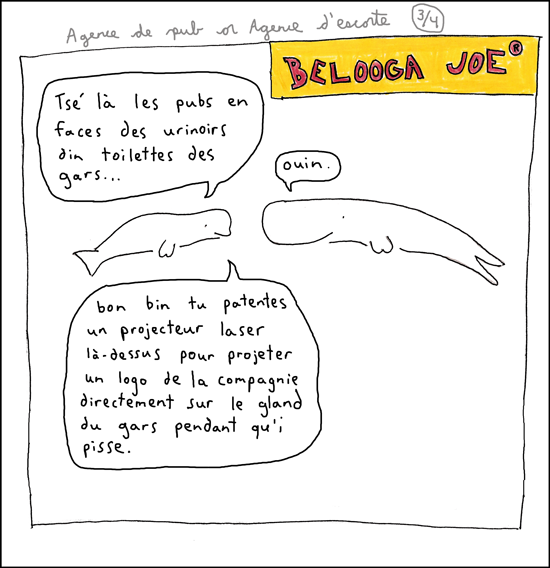 Agence de pub or Agence d'escorte 3/4
BELOOGA JOE ®
Tsé là les pubs en
faces des urinoirs
din toilettes des
gars...
ouin.
bon bin tu patentes
un projecteur laser
là-dessus pour projeter
un logo de la compagnie
directement sur le gland
du gars pendant qu'i
pisse.